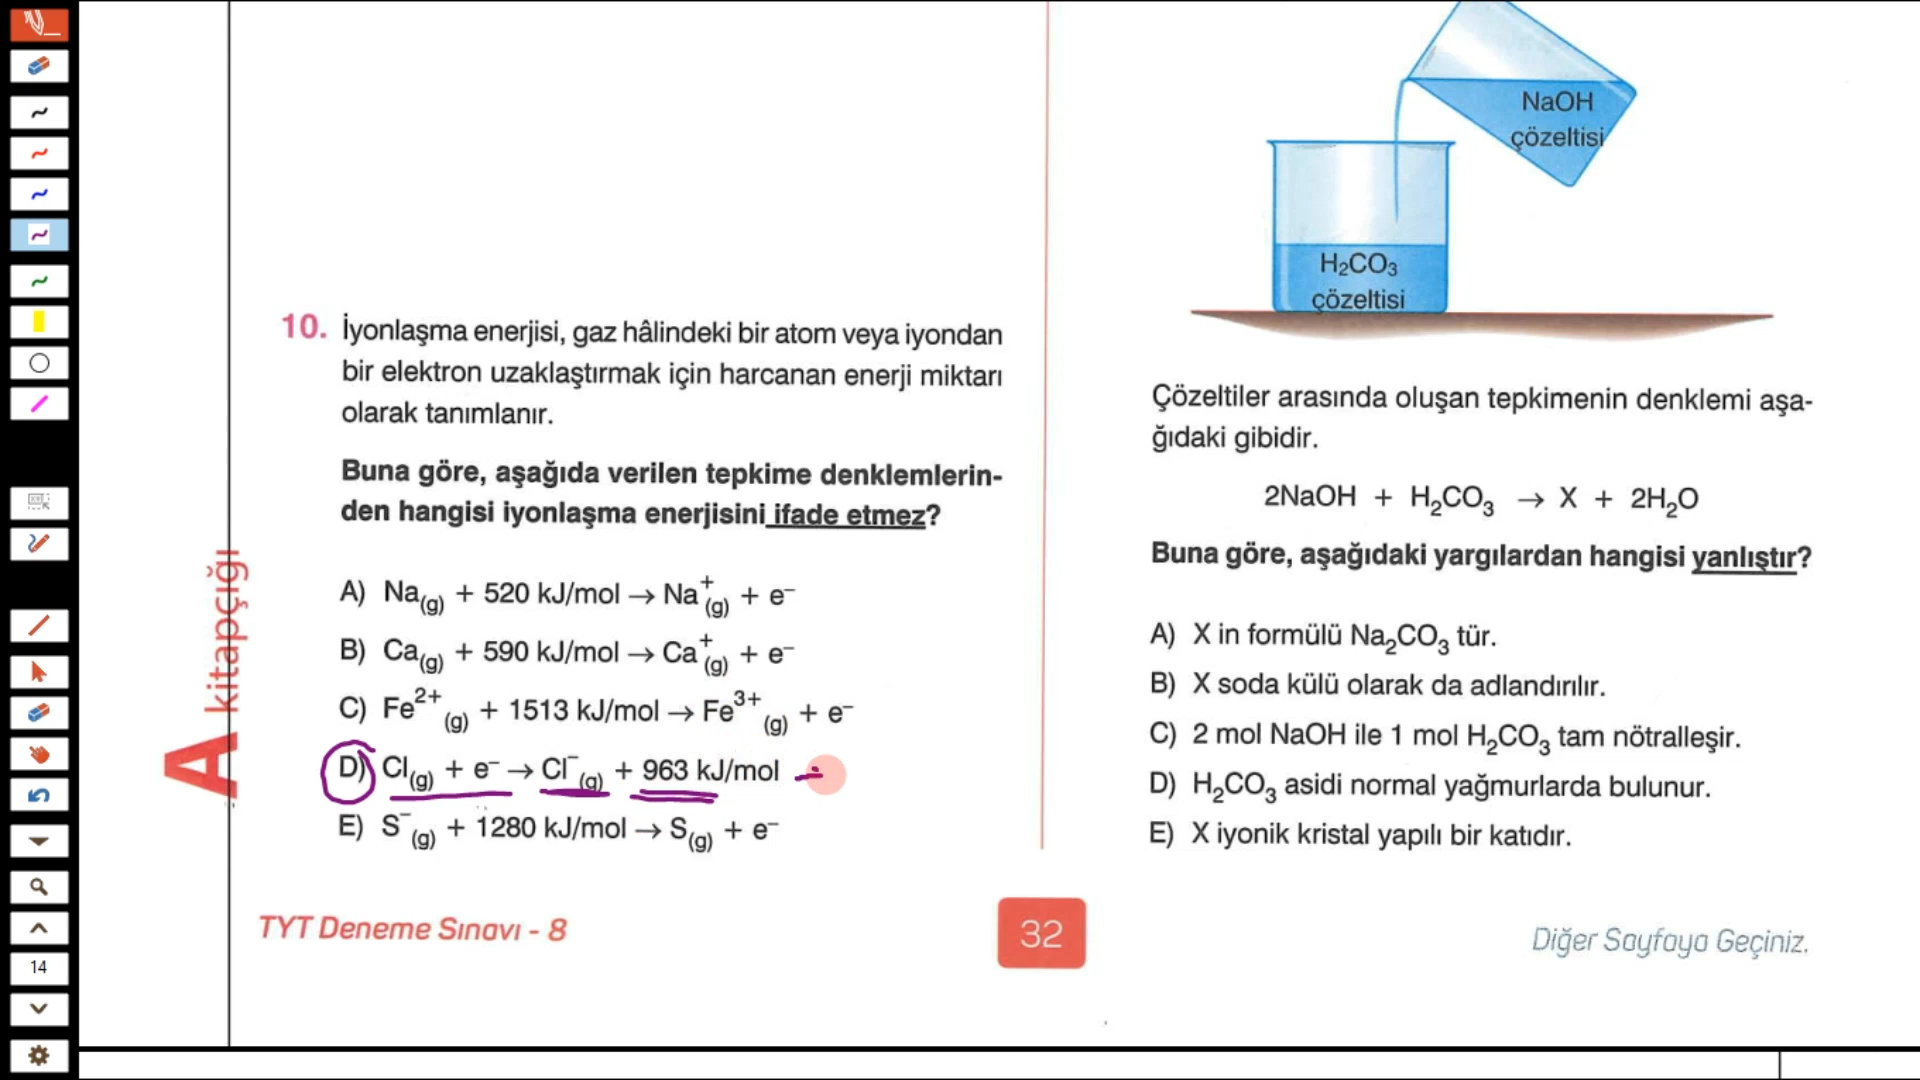 10. İyonlaşma enerjisi, gaz hâlindeki bir atom veya iyondan
bir elektron uzaklaştırmak için harcanan enerji miktarı
olarak tanımlanır.
Buna göre, aşağıda verilen tepkime denklemlerin-
den hangisi iyonlaşma enerjisini ifade etmez?
A) Na(g) + 520 kJ/mol → Na⁺(g) + e⁻
B) Ca(g) + 590 kJ/mol → Ca⁺(g) + e⁻
C) Fe²⁺(g) + 1513 kJ/mol → Fe³⁺(g) + e⁻
D) Cl(g) + e⁻ → Cl⁻(g) + 963 kJ/mol
E) S⁻(g) + 1280 kJ/mol → S(g) + e⁻
A kitapçığı
TYT Deneme Sınavı - 8
32
NaOH
çözeltisi
H₂CO₃
çözeltisi
Çözeltiler arasında oluşan tepkimenin denklemi aşa-
ğıdaki gibidir.
2NaOH + H₂CO₃ → X + 2H₂O
Buna göre, aşağıdaki yargılardan hangisi yanlıştır?
A) X in formülü Na₂CO₃ tür.
B) X soda külü olarak da adlandırılır.
C) 2 mol NaOH ile 1 mol H₂CO₃ tam nötralleşir.
D) H₂CO₃ asidi normal yağmurlarda bulunur.
E) X iyonik kristal yapılı bir katıdır.
Diğer Sayfaya Geçiniz.
14